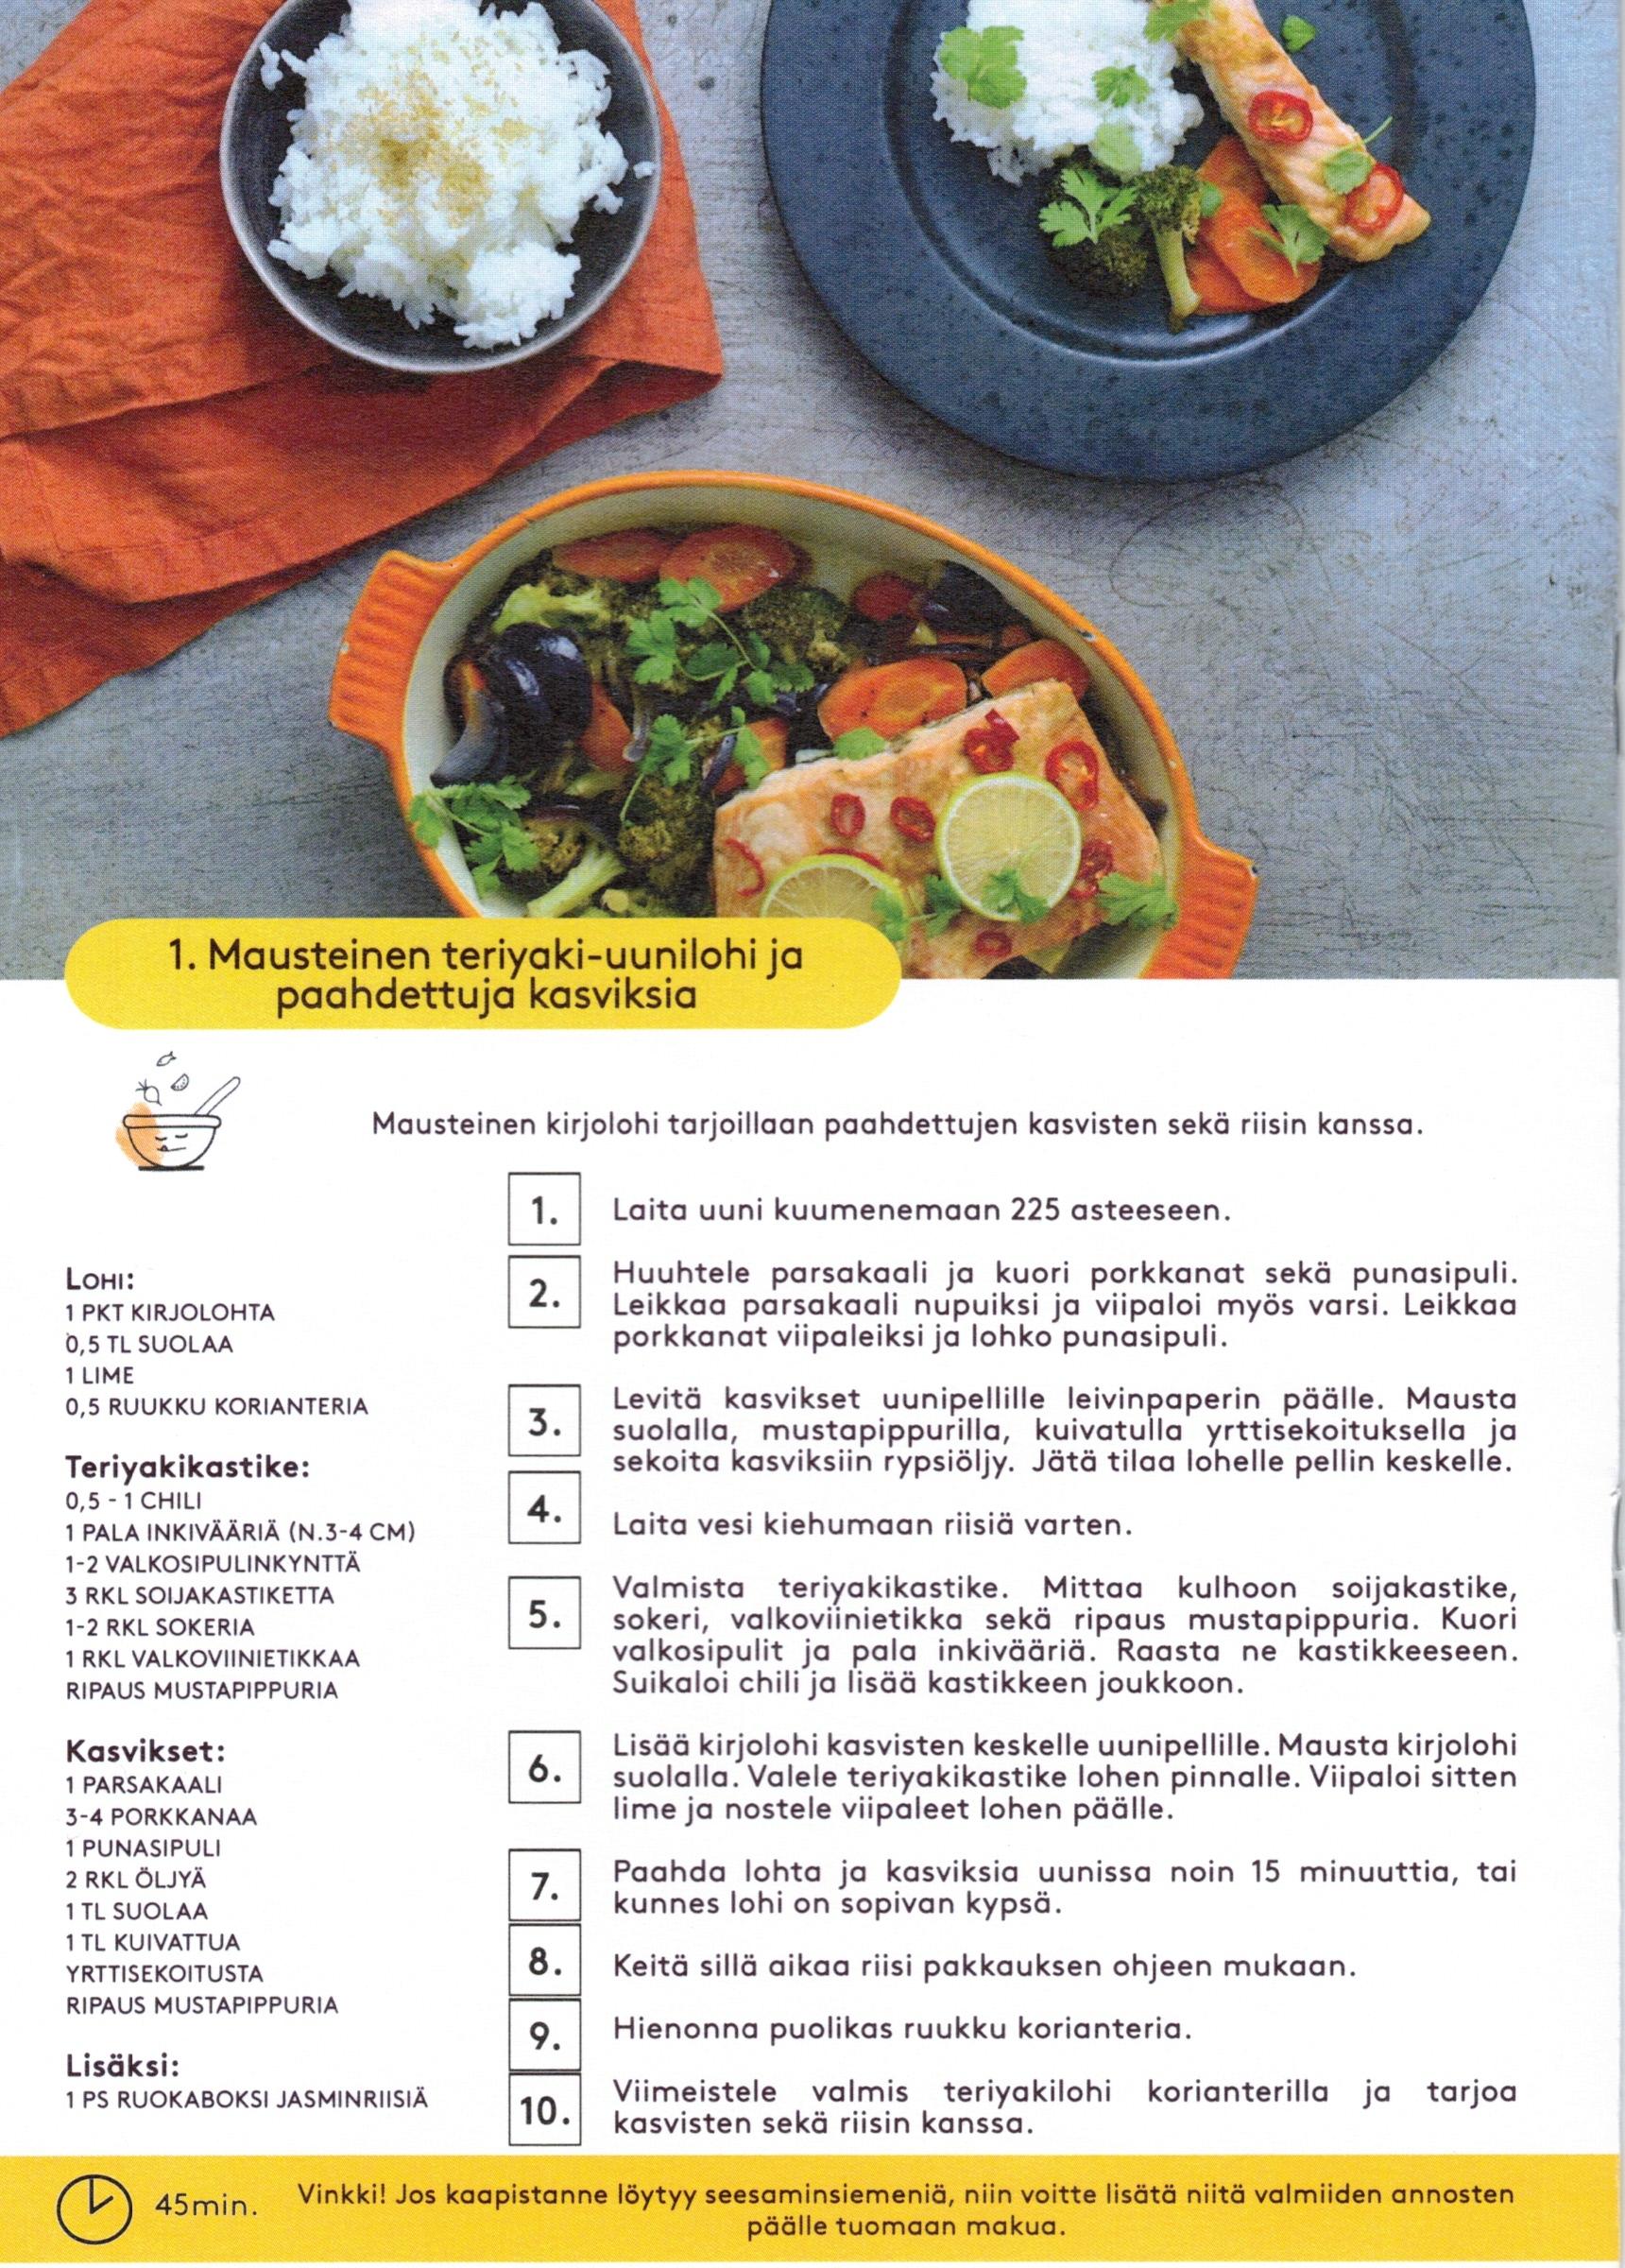 1. Mausteinen teriyaki-uunilohi ja
paahdettuja kasviksia
Mausteinen kirjolohi tarjoillaan paahdettujen kasvisten sekä riisin kanssa.
LOHI:
1 PKT KIRJOLOHTA
0,5 TL SUOLAA
1 LIME
0,5 RUUKKU KORIANTERIA
Teriyakikastike:
0,5 - 1 CHILI
1 PALA INKIVÄÄRIÄ (N.3-4 CM)
1-2 VALKOSIPULINKYNTTÄ
3 RKL SOIJAKASTIKETTA
1-2 RKL SOKERIA
1 RKL VALKOVIINIETIKKAA
RIPAUS MUSTAPIPPURIA
Kasvikset:
1 PARSAKAALI
3-4 PORKKANAA
1 PUNASIPULI
2 RKL ÖLJYÄ
1 TL SUOLAA
1 TL KUIVATTUA
YRTTISEKOITUSTA
RIPAUS MUSTAPIPPURIA
Lisäksi:
1 PS RUOKABOKSI JASMINRIISIÄ
1. Laita uuni kuumenemaan 225 asteeseen.
2. Huuhtele parsakaali ja kuori porkkanat sekä punasipuli.
Leikkaa parsakaali nupuiksi ja viipaloi myös varsi. Leikkaa
porkkanat viipaleiksi ja lohko punasipuli.
3. Levitä kasvikset uunipellille leivinpaperin päälle. Mausta
suolalla, mustapippurilla, kuivatulla yrttisekoituksella ja
sekoita kasviksiin rypsiöljy. Jätä tilaa lohelle pellin keskelle.
4. Laita vesi kiehumaan riisiä varten.
5. Valmista teriyakikastike. Mittaa kulhoon soijakastike,
sokeri, valkoviinietikka sekä ripaus mustapippuria. Kuori
valkosipulit ja pala inkivääriä. Raasta ne kastikkeeseen.
Suikaloi chili ja lisää kastikkeen joukkoon.
6. Lisää kirjolohi kasvisten keskelle uunipellille. Mausta kirjolohi
suolalla. Valele teriyakikastike lohen pinnalle. Viipaloi sitten
lime ja nostele viipaleet lohen päälle.
7. Paahda lohta ja kasviksia uunissa noin 15 minuuttia, tai
kunnes lohi on sopivan kypsä.
8. Keitä sillä aikaa riisi pakkauksen ohjeen mukaan.
9. Hienonna puolikas ruukku korianteria.
10. Viimeistele valmis teriyakilohi korianterilla ja tarjoa
kasvisten sekä riisin kanssa.
45min.
Vinkki! Jos kaapistanne löytyy seesaminsiemeniä, niin voitte lisätä niitä valmiiden annosten
päälle tuomaan makua.